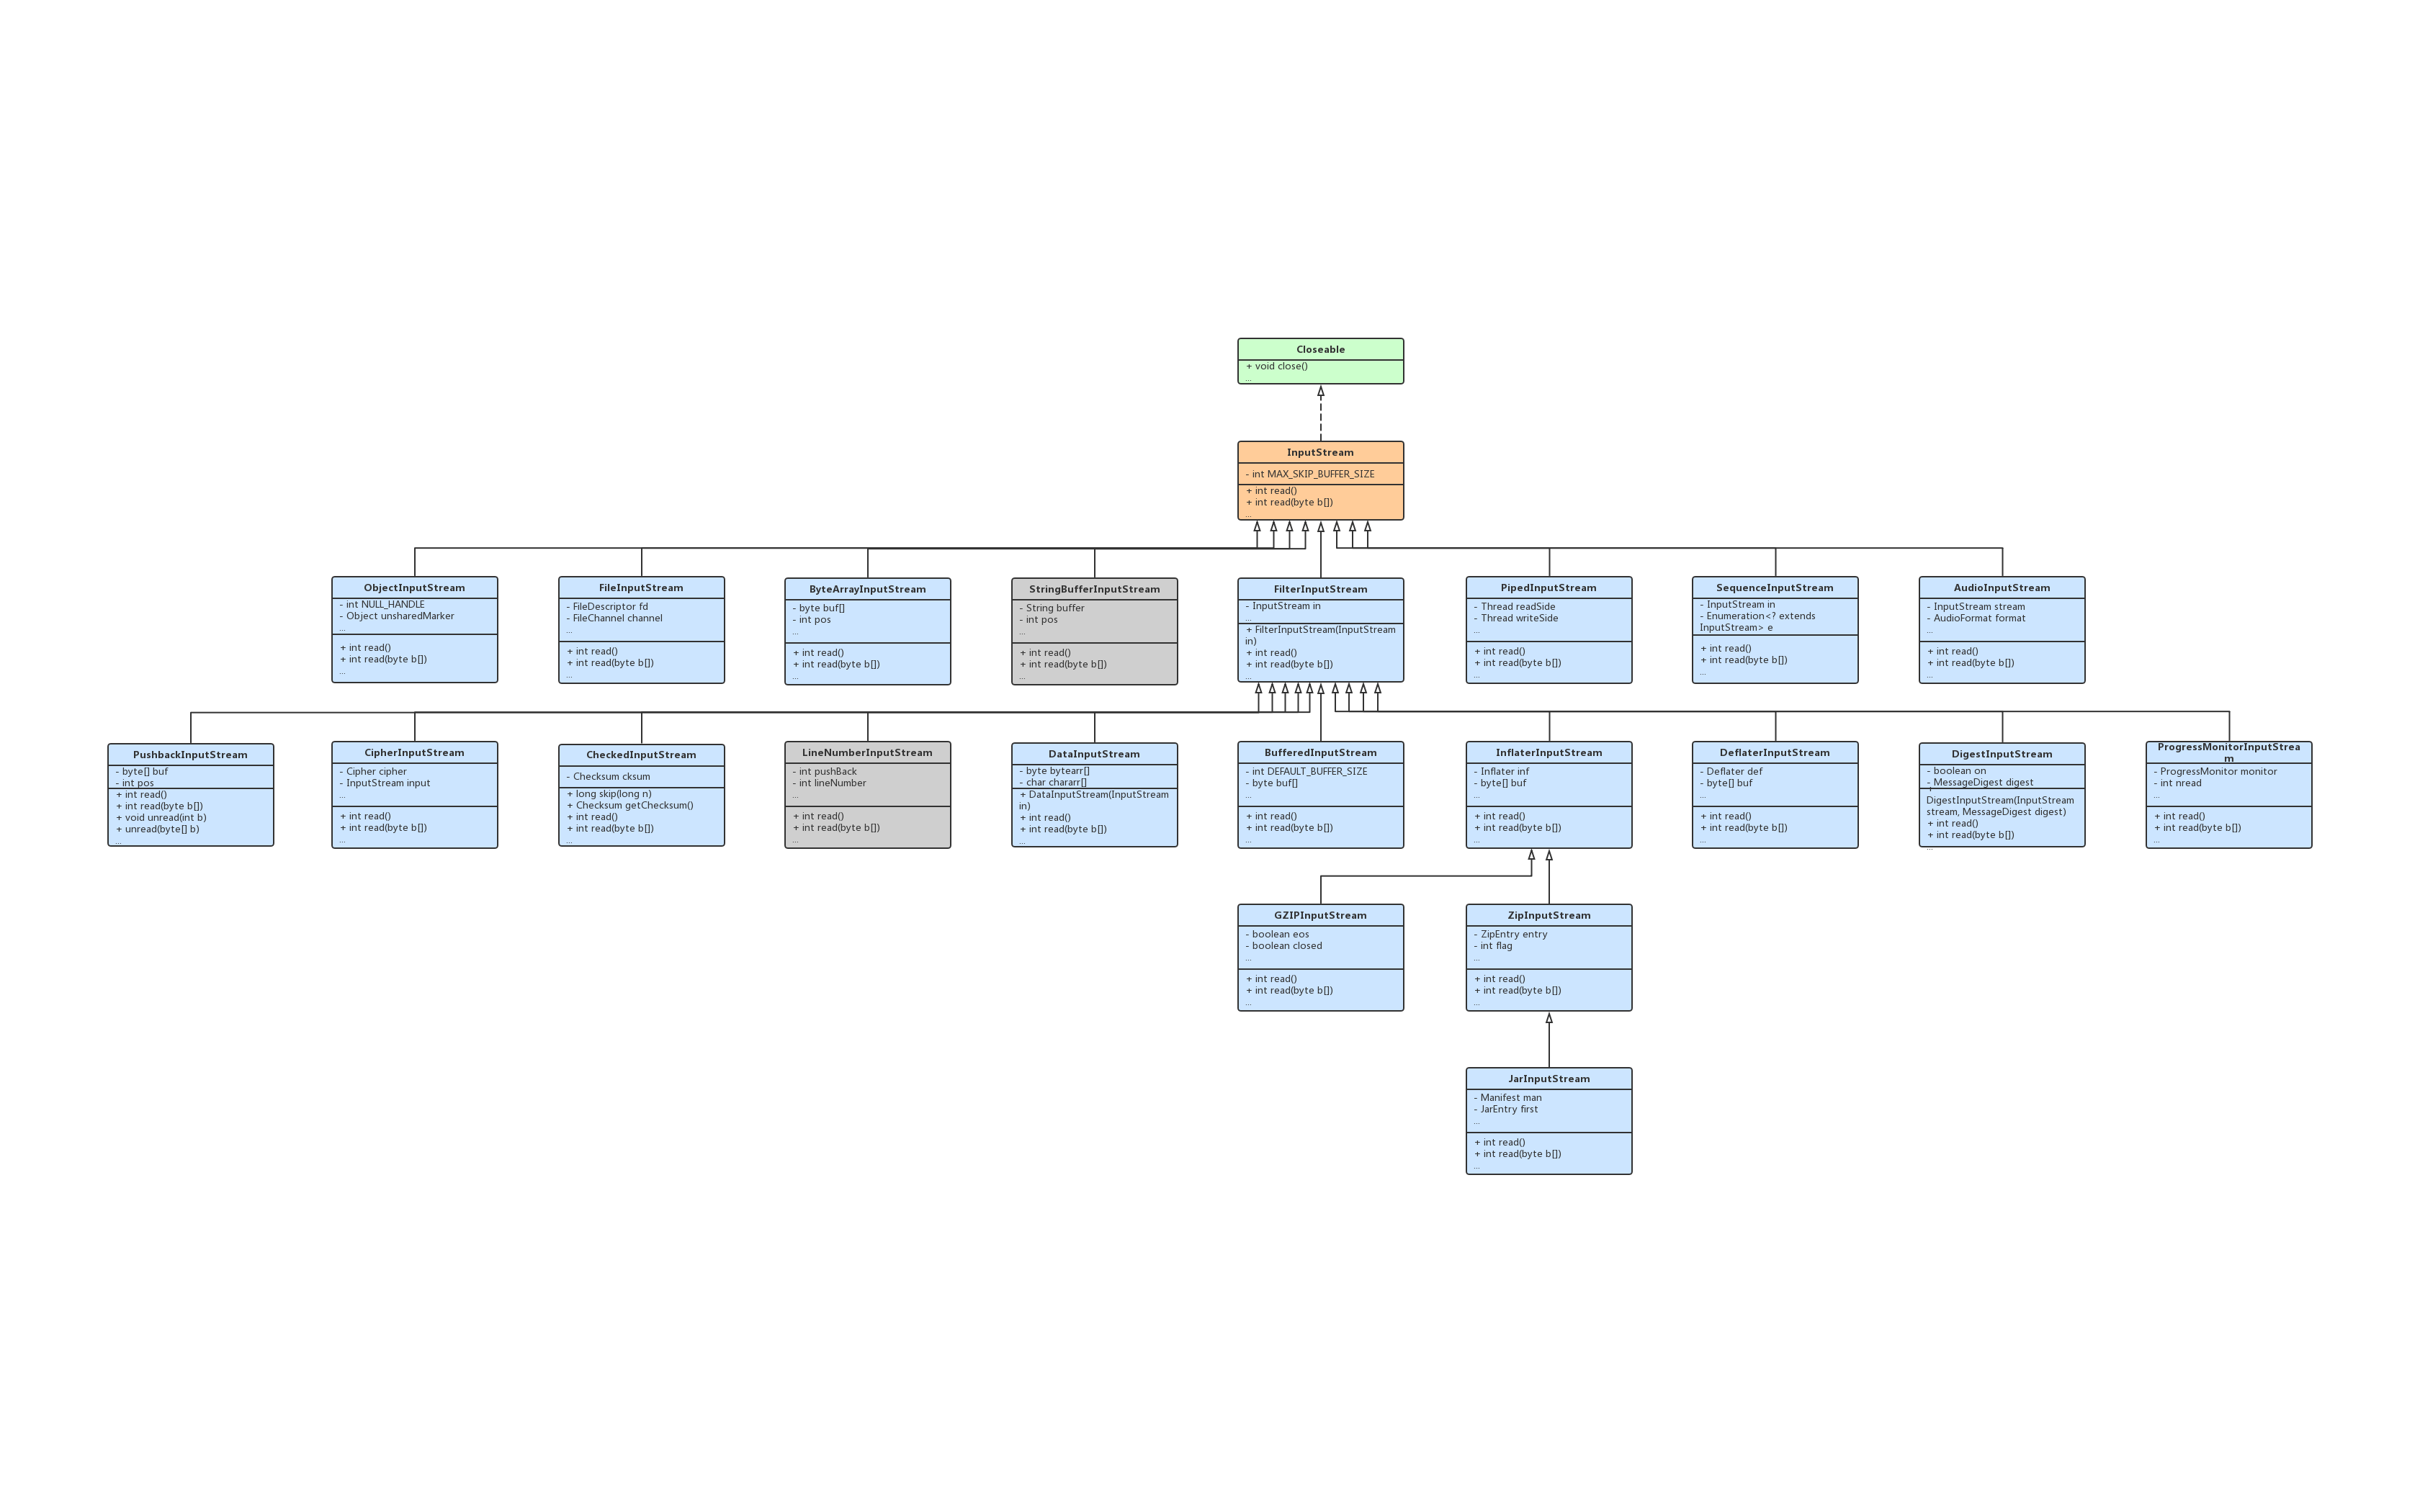 Closeable
+ void close()
...
InputStream
- int MAX_SKIP_BUFFER_SIZE
+ int read()
+ int read(byte b[])
...
ObjectInputStream
- int NULL_HANDLE
- Object unsharedMarker
...
+ int read()
+ int read(byte b[])
...
FileInputStream
- FileDescriptor fd
- FileChannel channel
...
+ int read()
+ int read(byte b[])
...
ByteArrayInputStream
- byte buf[]
- int pos
...
+ int read()
+ int read(byte b[])
...
StringBufferInputStream
- String buffer
- int pos
...
+ int read()
+ int read(byte b[])
...
FilterInputStream
- InputStream in
...
+ FilterInputStream(InputStream
in)
+ int read()
+ int read(byte b[])
...
PipedInputStream
- Thread readSide
- Thread writeSide
...
+ int read()
+ int read(byte b[])
...
SequenceInputStream
- InputStream in
- Enumeration<? extends
InputStream> e
+ int read()
+ int read(byte b[])
...
AudioInputStream
- InputStream stream
- AudioFormat format
...
+ int read()
+ int read(byte b[])
...
PushbackInputStream
- byte[] buf
- int pos
+ int read()
+ int read(byte b[])
+ void unread(int b)
+ unread(byte[] b)
...
CipherInputStream
- Cipher cipher
- InputStream input
...
+ int read()
+ int read(byte b[])
...
CheckedInputStream
- Checksum cksum
+ long skip(long n)
+ Checksum getChecksum()
+ int read()
+ int read(byte b[])
...
LineNumberInputStream
- int pushBack
- int lineNumber
...
+ int read()
+ int read(byte b[])
...
DataInputStream
- byte bytearr[]
- char chararr[]
+ DataInputStream(InputStream
in)
+ int read()
+ int read(byte b[])
...
BufferedInputStream
- int DEFAULT_BUFFER_SIZE
- byte buf[]
...
+ int read()
+ int read(byte b[])
...
InflaterInputStream
- Inflater inf
- byte[] buf
...
+ int read()
+ int read(byte b[])
...
DeflaterInputStream
- Deflater def
- byte[] buf
...
+ int read()
+ int read(byte b[])
...
DigestInputStream
- boolean on
- MessageDigest digest
+
DigestInputStream(InputStream
stream, MessageDigest digest)
+ int read()
+ int read(byte b[])
...
ProgressMonitorInputStrea
m
- ProgressMonitor monitor
- int nread
...
+ int read()
+ int read(byte b[])
...
GZIPInputStream
- boolean eos
- boolean closed
...
+ int read()
+ int read(byte b[])
...
ZipInputStream
- ZipEntry entry
- int flag
...
+ int read()
+ int read(byte b[])
...
JarInputStream
- Manifest man
- JarEntry first
...
+ int read()
+ int read(byte b[])
...